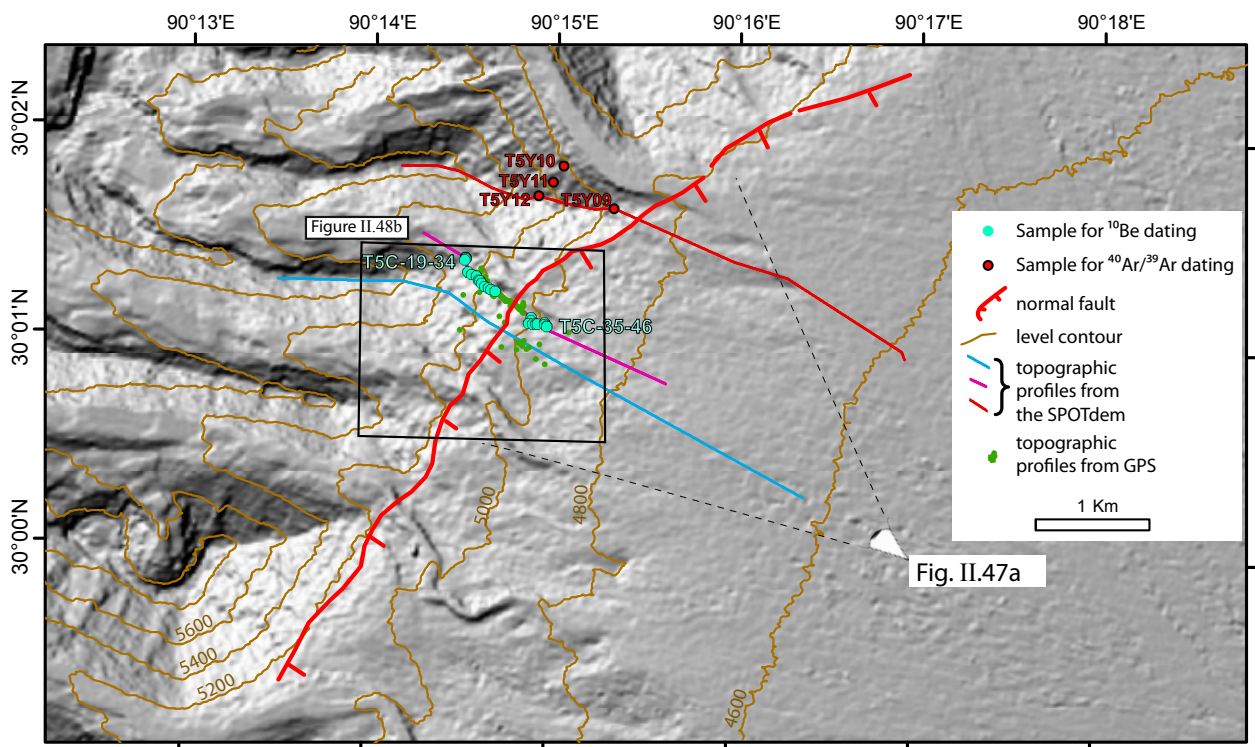 90°13'E
90°14'E
90°15'E
90°16'E
90°17'E
90°18'E
30°02'N
30°01'N
30°00'N
T5Y10
T5Y11
T5Y12
T5Y09
Figure II.48b
T5C-19-34
T5C-35-46
5000
4800
4600
5600
5400
5200
Fig. II.47a
Sample for ¹⁰Be dating
Sample for ⁴⁰Ar/³⁹Ar dating
normal fault
level contour
topographic
profiles from
the SPOTdem
topographic
profiles from GPS
1 Km